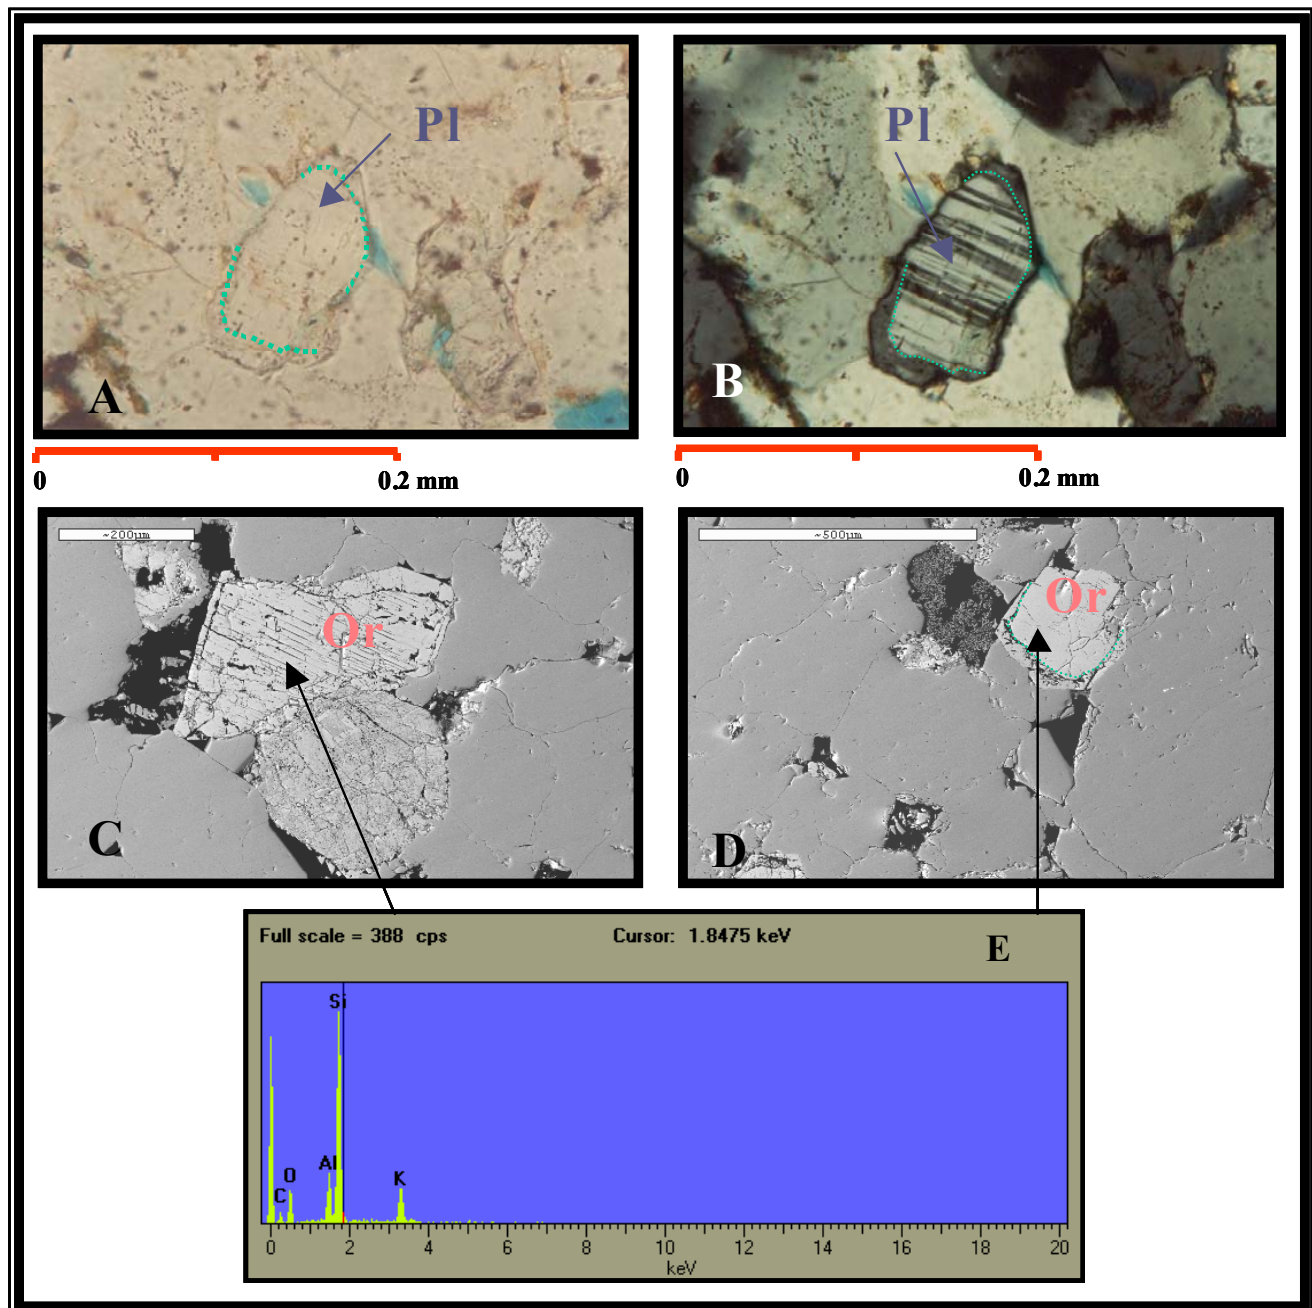 Pl
A
Pl
B
0 0.2 mm
0 0.2 mm
~200µm
Or
C
~500µm
Or
D
Full scale = 388 cps Cursor: 1.8475 keV
E
Si
Al
O
C
K
0 2 4 6 8 10 12 14 16 18 20
keV